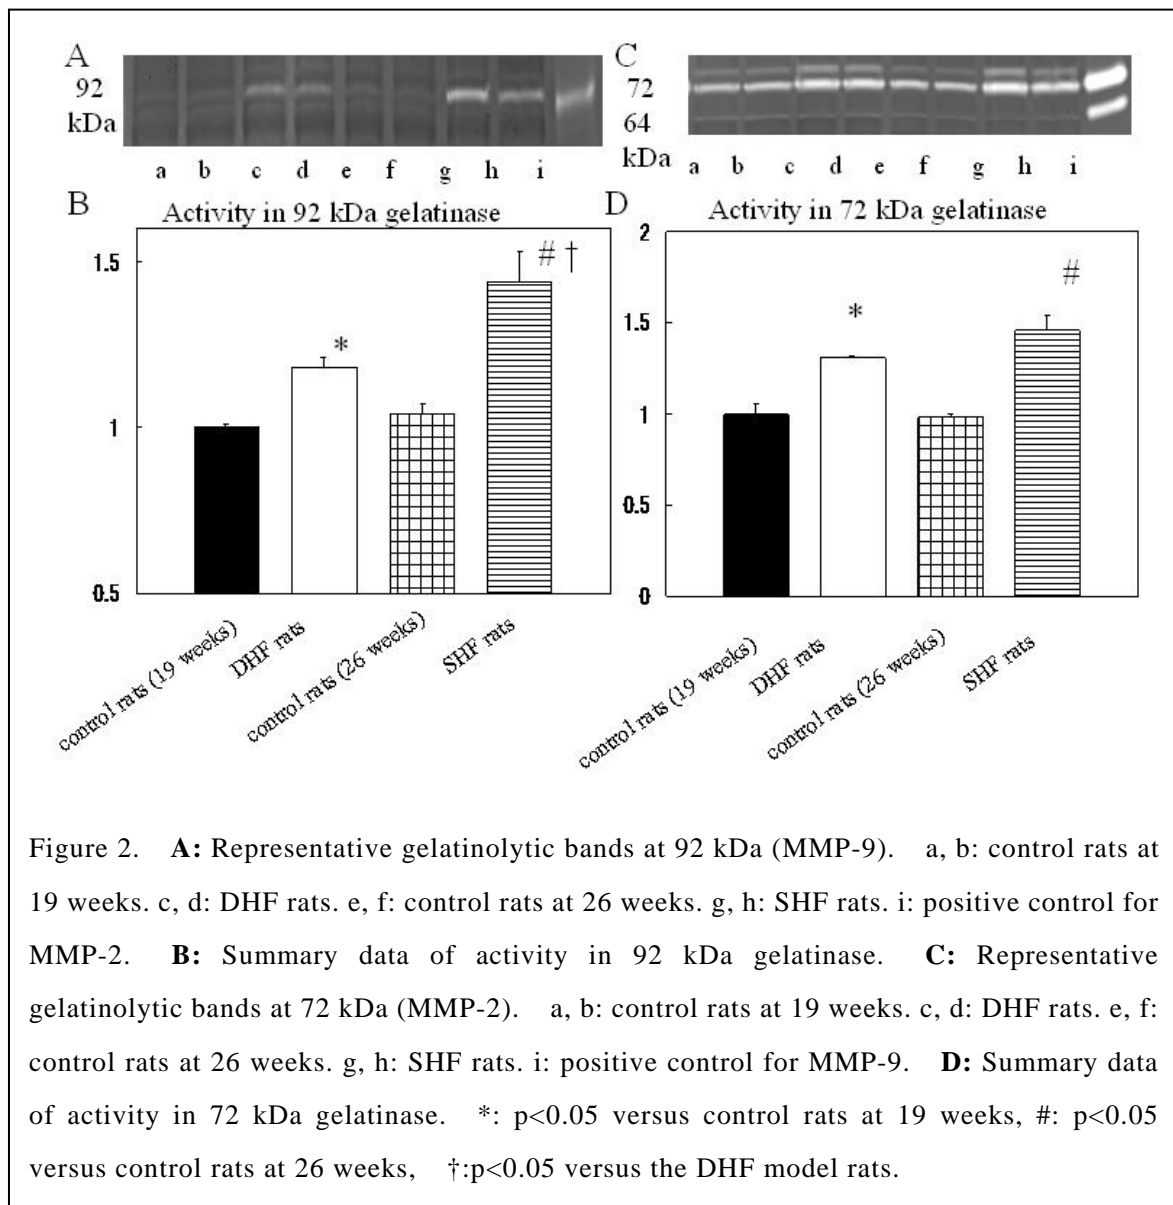 A
92
kDa
a b c d e f g h i
C
72
64
kDa
a b c d e f g h i
B
Activity in 92 kDa gelatinase
1.5
1
0.5
# †
*
control rats (19 weeks)
DHF rats
control rats (26 weeks)
SHF rats
D
Activity in 72 kDa gelatinase
2
1.5
1
0.5
0
*
#
control rats (19 weeks)
DHF rats
control rats (26 weeks)
SHF rats
Figure 2. A: Representative gelatinolytic bands at 92 kDa (MMP-9). a, b: control rats at
19 weeks. c, d: DHF rats. e, f: control rats at 26 weeks. g, h: SHF rats. i: positive control for
MMP-2. B: Summary data of activity in 92 kDa gelatinase. C: Representative
gelatinolytic bands at 72 kDa (MMP-2). a, b: control rats at 19 weeks. c, d: DHF rats. e, f:
control rats at 26 weeks. g, h: SHF rats. i: positive control for MMP-9. D: Summary data
of activity in 72 kDa gelatinase. *: p<0.05 versus control rats at 19 weeks, #: p<0.05
versus control rats at 26 weeks, †:p<0.05 versus the DHF model rats.